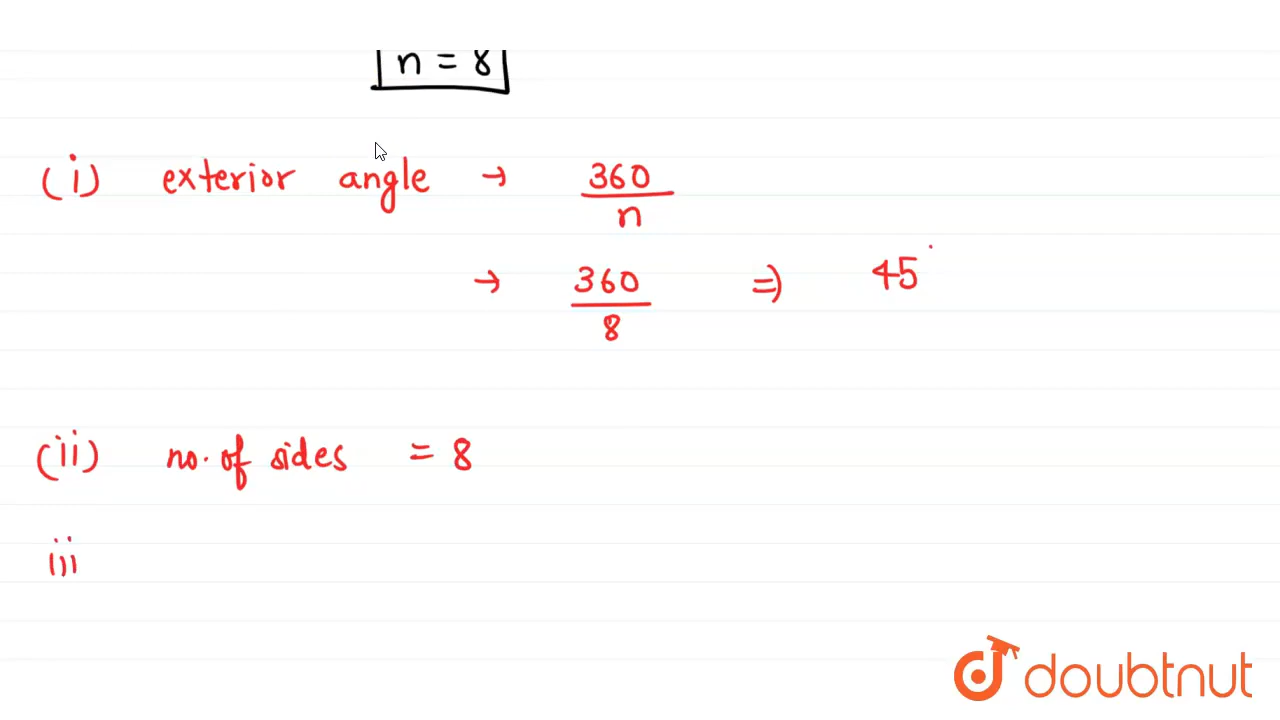 n = 8
(i) exterior angle → 360/n
→ 360/8 ⇒ 45°
(ii) no. of sides = 8
iii
doubtnut